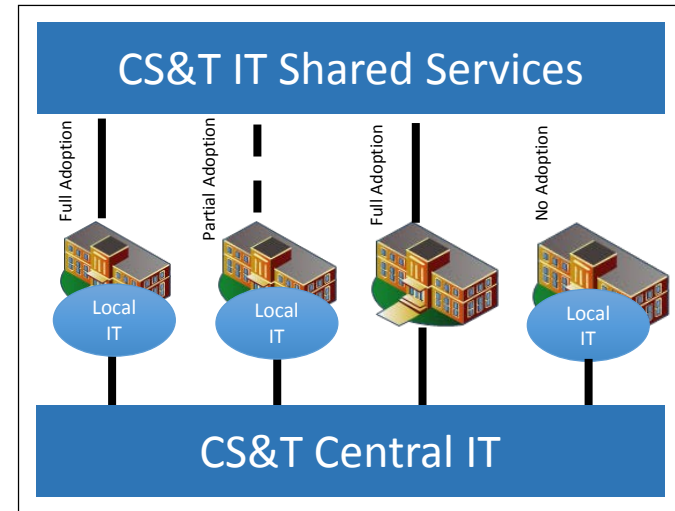 CS&T IT Shared Services
Full Adoption
Partial Adoption
Full Adoption
No Adoption
Local
IT
Local
IT
Local
IT
CS&T Central IT